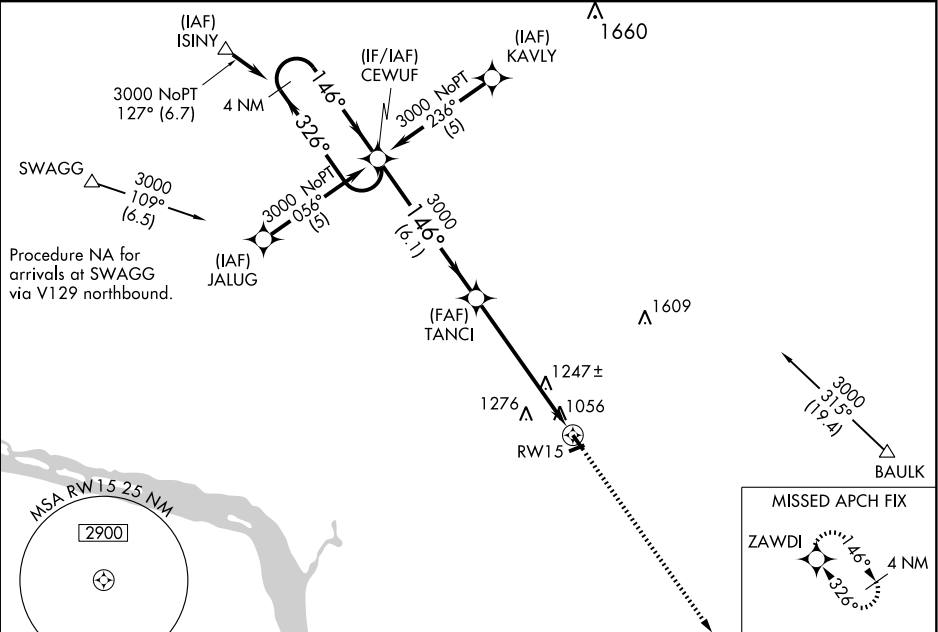 (IAF)
ISINY
3000 NoPT
127° (6.7)
4 NM
146°
326°
(IF/IAF)
CEWUF
(IAF)
KAVLY
3000 NoPT
236°
(5)
1660
SWAGG
3000
109°
(6.5)
3000 NoPT
056°
(5)
(IAF)
JALUG
3000
146°
(6.1)
Procedure NA for
arrivals at SWAGG
via V129 northbound.
(FAF)
TANCI
1609
1247±
1276
1056
RW15
3000
315°
(19.4)
BAULK
MSA RW15 25 NM
2900
MISSED APCH FIX
ZAWDI
146°
326°
4 NM